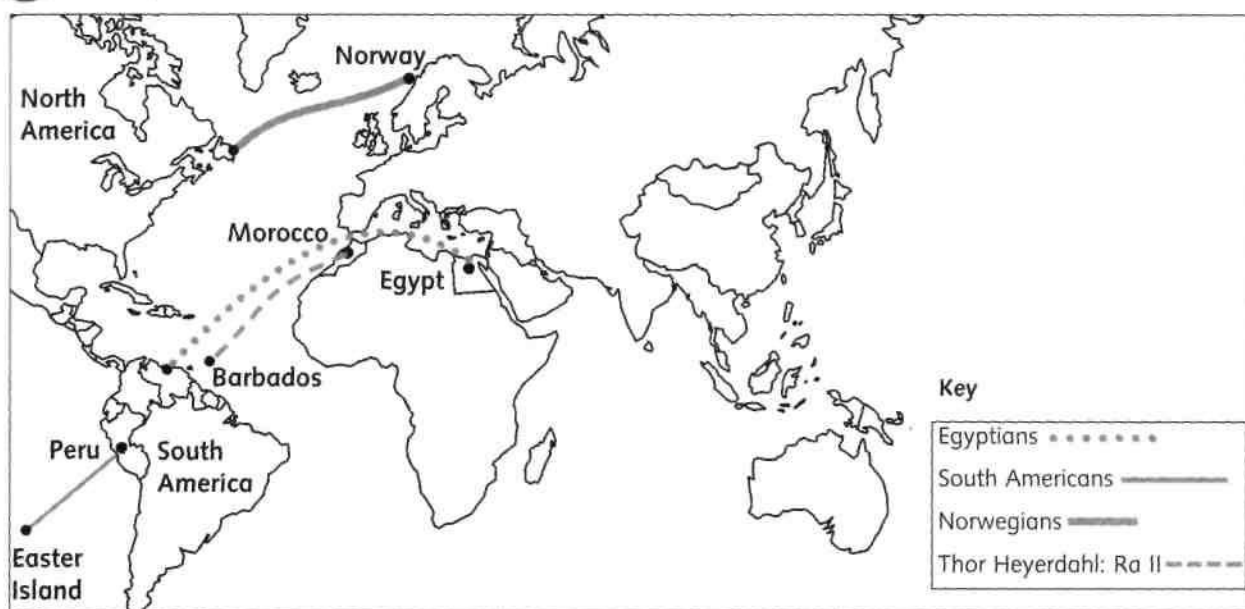 Norway
North
America
Morocco
Egypt
Barbados
Peru
South
America
Easter
Island
Key
Egyptians
South Americans
Norwegians
Thor Heyerdahl: Ra II